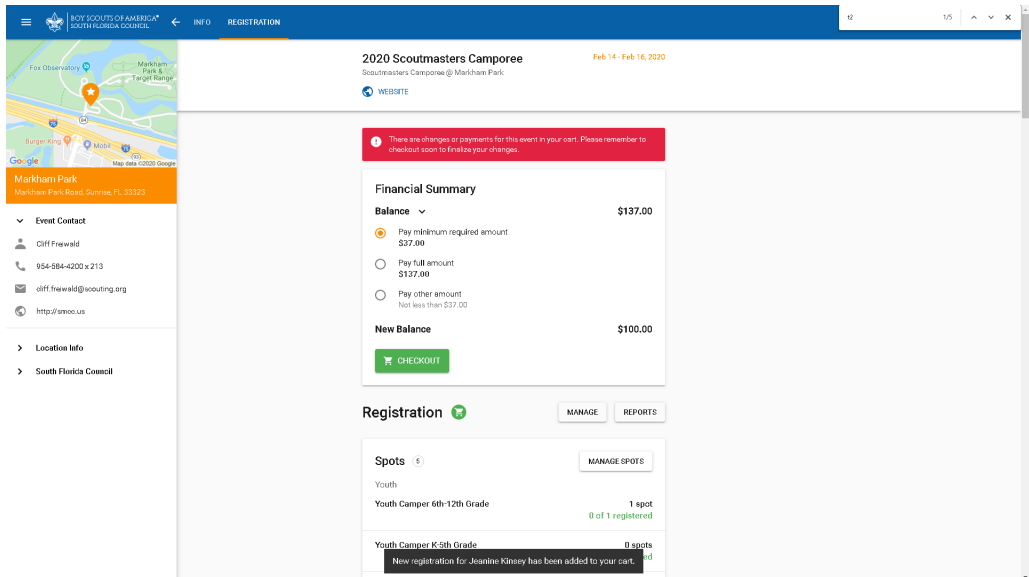 BOY SCOUTS OF AMERICA®
SOUTH FLORIDA COUNCIL
INFO
REGISTRATION
t2
1/5
Fox Observatory
Markham
Park &
Target Range
84
75
Burger King
Mobil
75
93
Google
Map data ©2020 Google
Markham Park
Markham Park Road, Sunrise, FL 33323
Event Contact
Cliff Freiwald
954-584-4200 x 213
cliff.freiwald@scouting.org
http://smec.us
Location Info
South Florida Council
2020 Scoutmasters Camporee
Feb 14 - Feb 16, 2020
Scoutmasters Camporee @ Markham Park
WEBSITE
There are changes or payments for this event in your cart. Please remember to
checkout soon to finalize your changes.
Financial Summary
Balance
$137.00
Pay minimum required amount
$37.00
Pay full amount
$137.00
Pay other amount
Not less than $37.00
New Balance
$100.00
CHECKOUT
Registration
MANAGE
REPORTS
Spots 5
MANAGE SPOTS
Youth
Youth Camper 6th-12th Grade
1 spot
0 of 1 registered
Youth Camper K-5th Grade
0 spots
New registration for Jeanine Kinsey has been added to your cart.